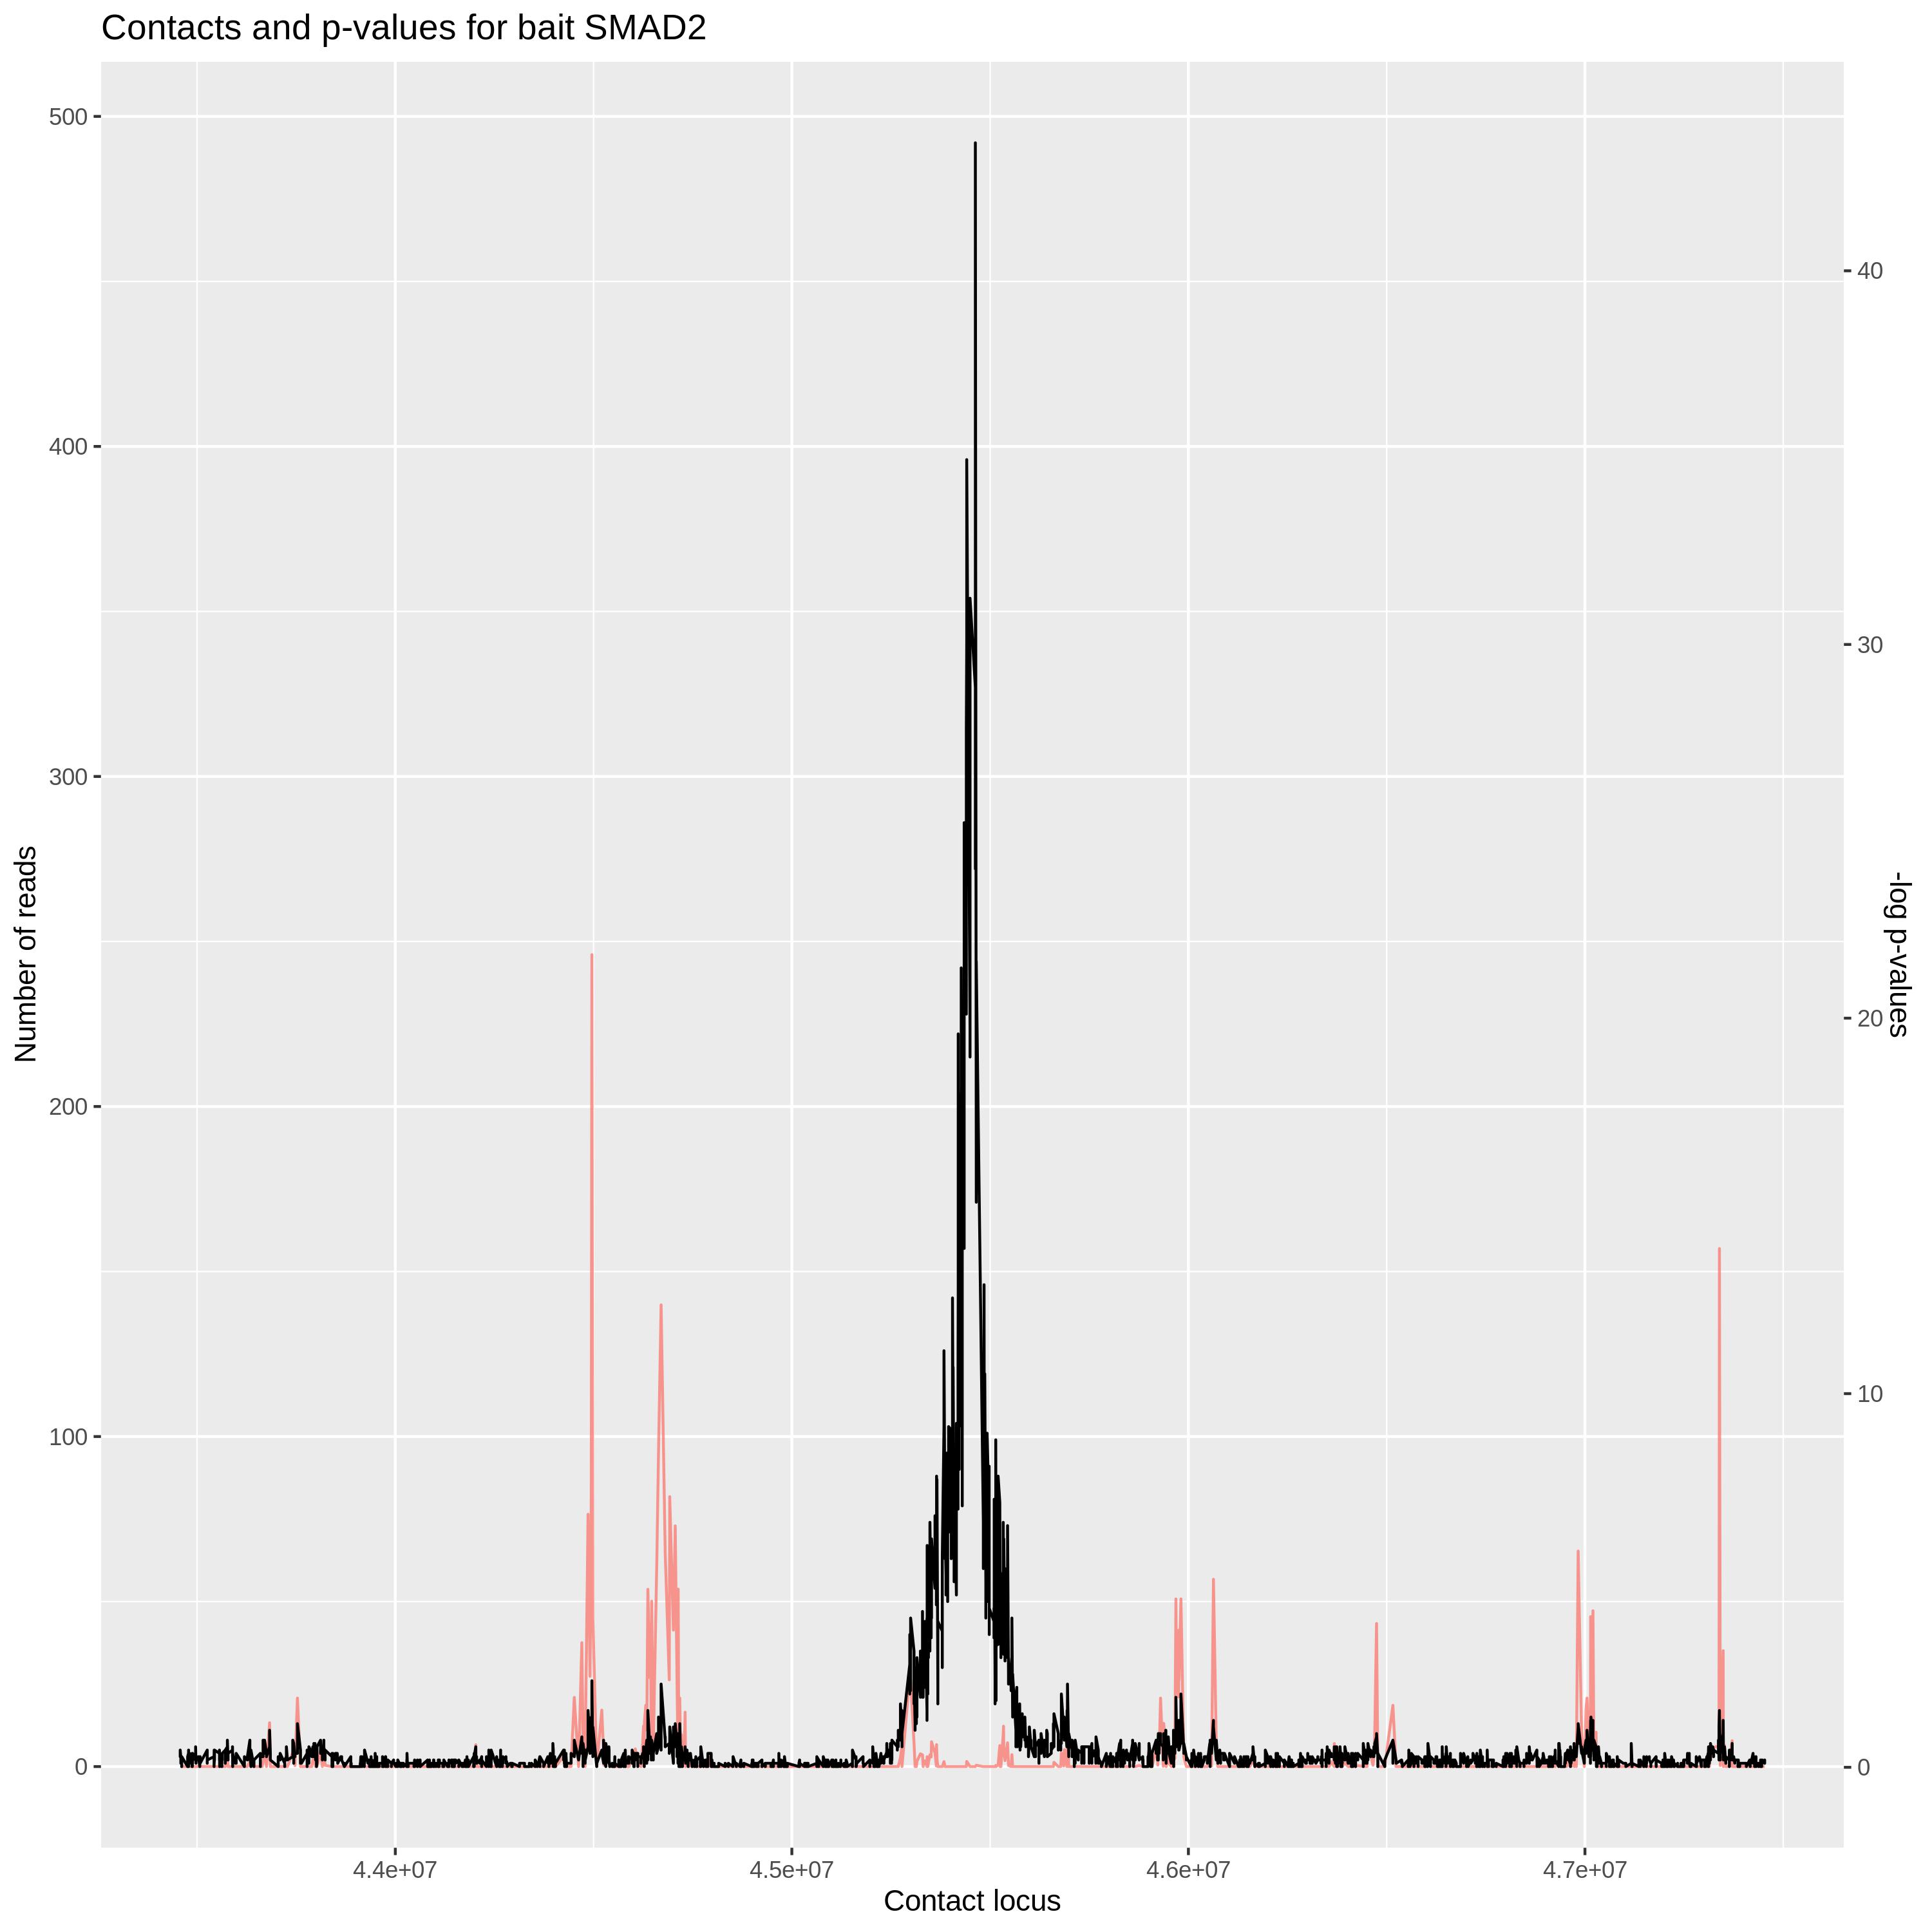 Contacts and p-values for bait SMAD2
500
400
300
200
100
0
Number of reads
40
30
20
10
0
-log p-values
4.4e+07
4.5e+07
4.6e+07
4.7e+07
Contact locus